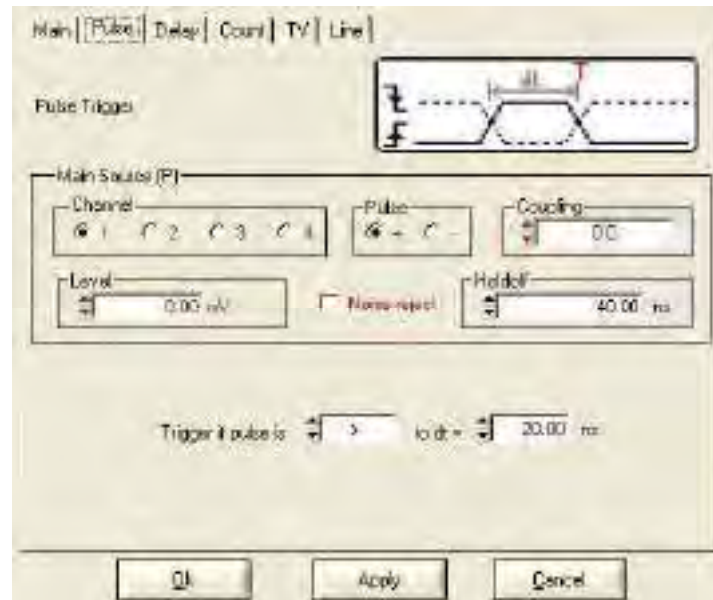 Main Pulse Delay Count TV Line
Pulse Trigger
dt T
Main Source (P)
Channel Pulse Coupling
1 2 3 4 + - DC
Level Holdoff
0.00 mV Noise reject 40.00 ns
Trigger if pulse is > to dt = 20.00 ns
Ok Apply Cancel